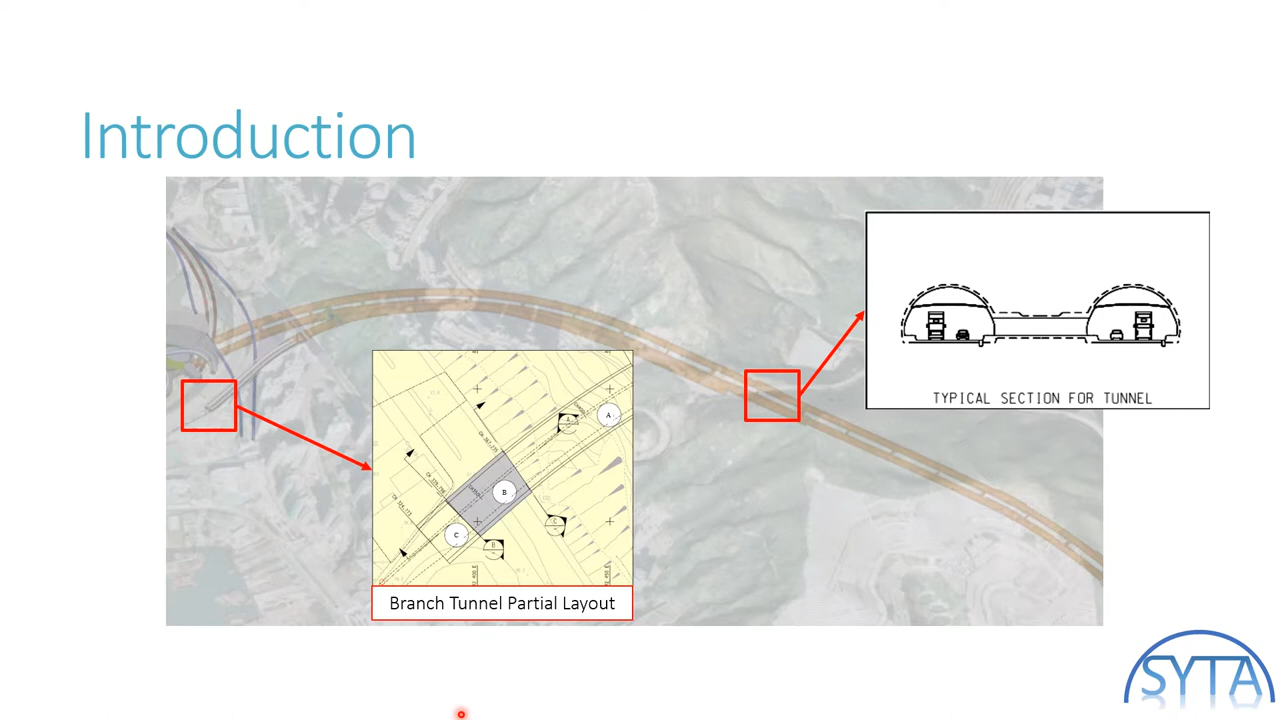 Introduction
TYPICAL SECTION FOR TUNNEL
A
A
B
C
C
B
Branch Tunnel Partial Layout
SYTA